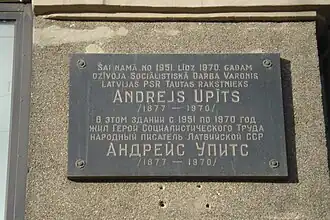 ŠAI NAMĀ NO 1951. LĪDZ 1970. GADAM
DZĪVOJA SOCIĀLISTISKĀ DARBA VARONIS
LATVIJAS PSR TAUTAS RAKSTNIEKS
ANDREJS UPĪTS
/1877 – 1970/
В ЭТОМ ЗДАНИИ С 1951 ПО 1970 ГОД
ЖИЛ ГЕРОЙ СОЦИАЛИСТИЧЕСКОГО ТРУДА
НАРОДНЫЙ ПИСАТЕЛЬ ЛАТВИЙСКОЙ ССР
АНДРЕЙС УПИТС
/1877 – 1970/